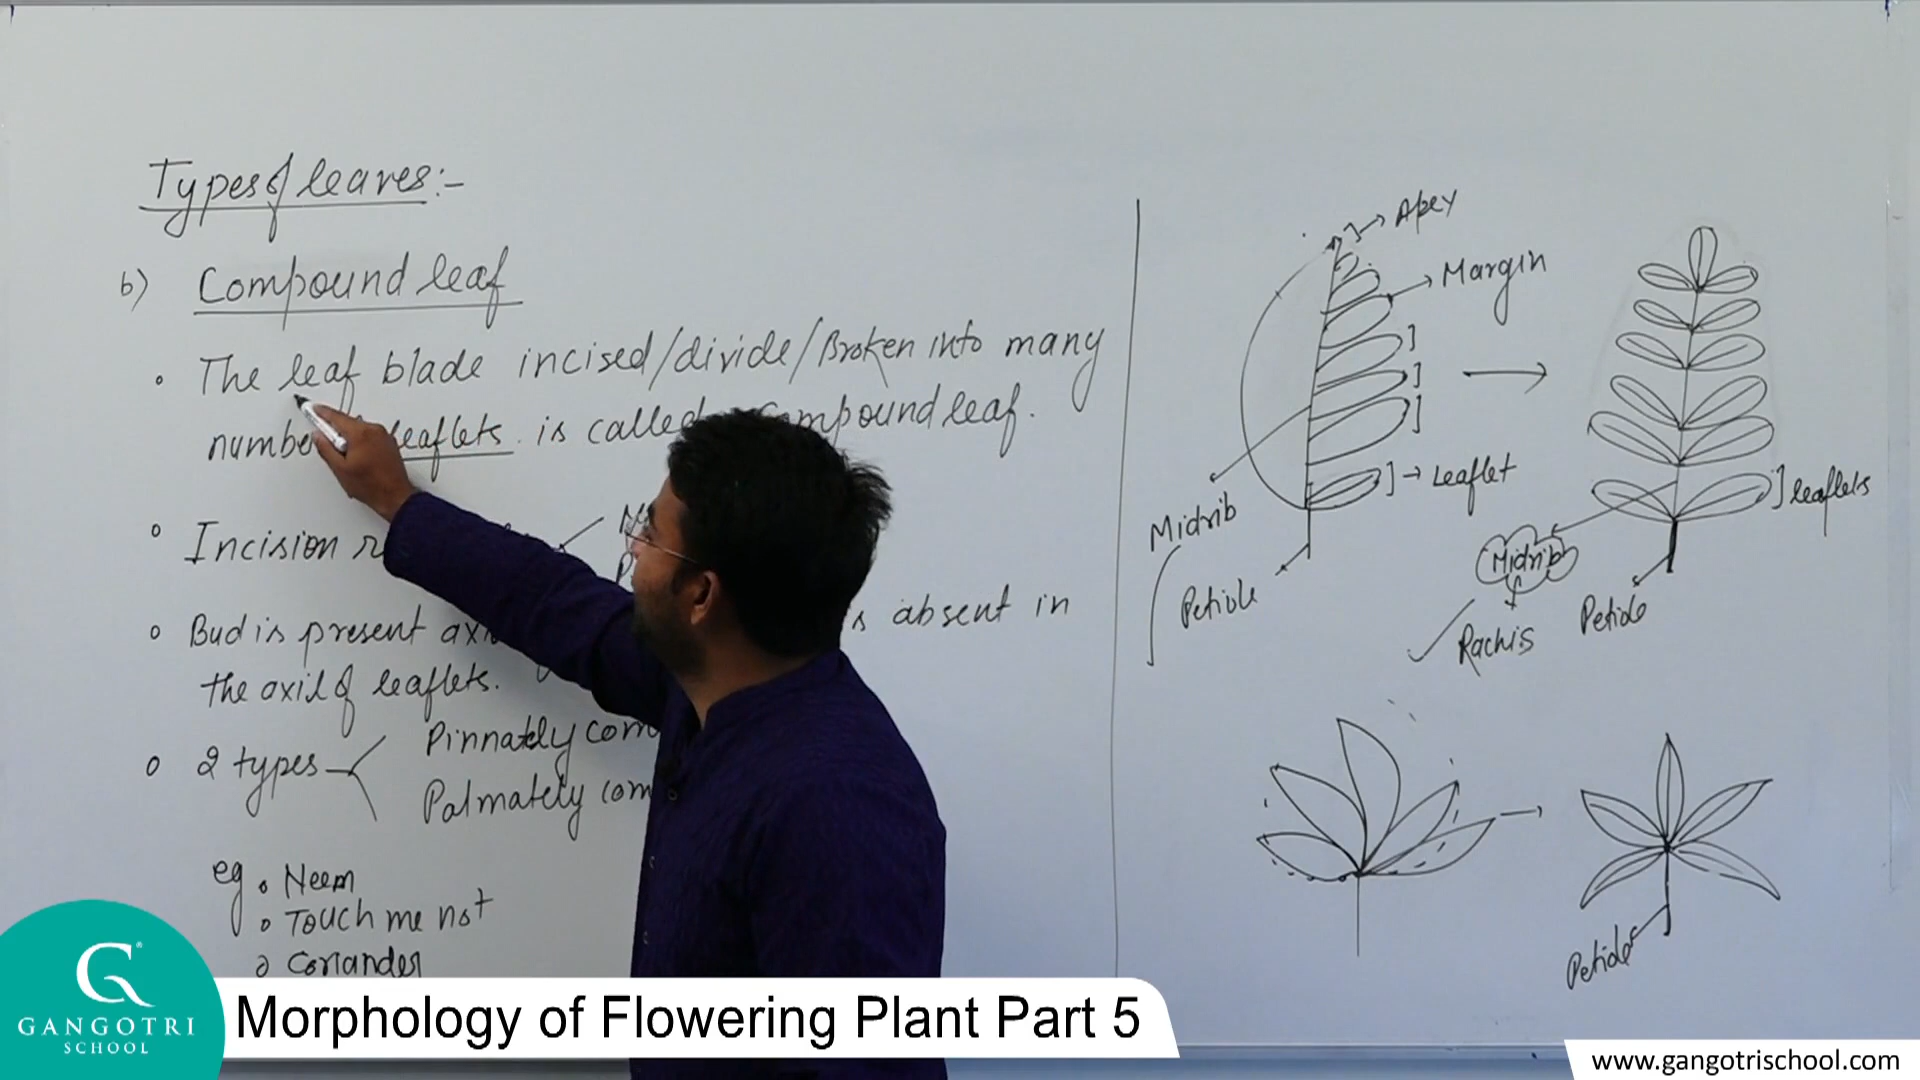 Types of leaves:-
b) Compound leaf
The leaf blade incised/divide/Broken into many
number leaflets. is called Compound leaf.
Incision
Bud is present is absent in
the axil of leaflets.
2 types
Pinnately com
Palmately com
eg Neem
Touch me not
Coriander
Apex
Margin
Leaflet
Midrib
Petiole
leaflets
Midrib
Rachis
Petiole
Petiole
GANGOTRI
SCHOOL
Morphology of Flowering Plant Part 5
www.gangotrischool.com